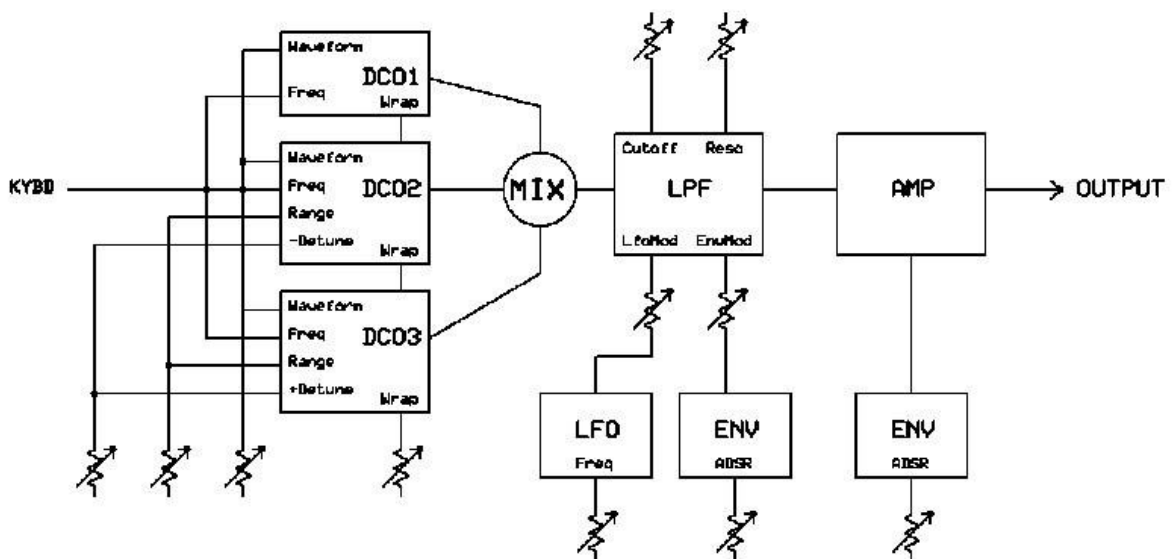 Waveform
DCO1
Freq
Wrap
KYBD
Waveform
Freq
DCO2
Range
-Detune
Wrap
Waveform
Freq
DCO3
Range
+Detune
Wrap
MIX
Cutoff Reso
LPF
LfoMod EnvMod
AMP
OUTPUT
LFO
Freq
ENV
ADSR
ENV
ADSR